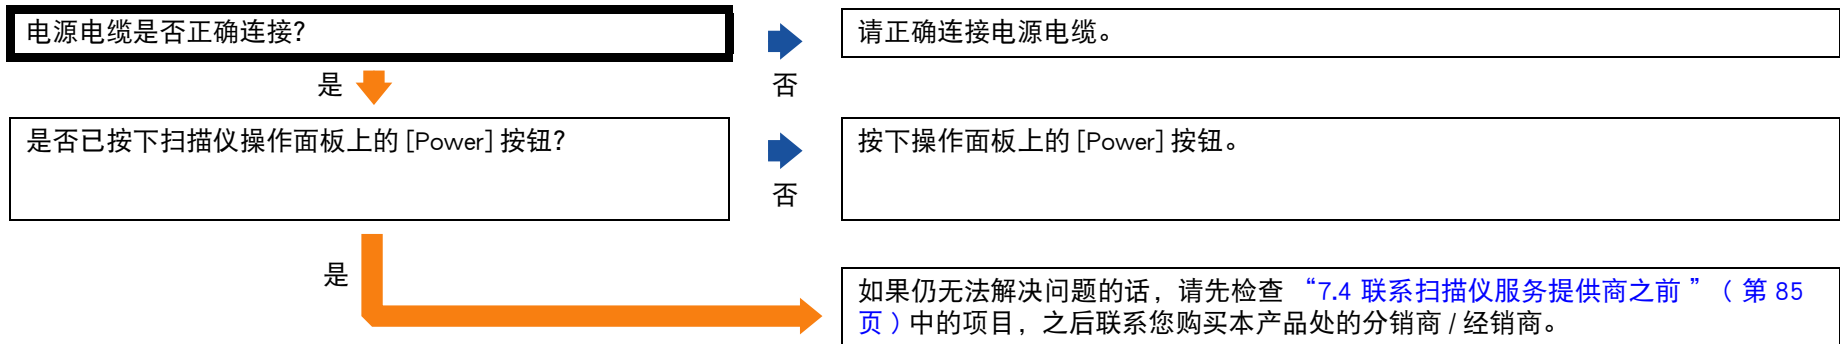 电源电缆是否正确连接?
请正确连接电源电缆。
是
否
是否已按下扫描仪操作面板上的 [Power] 按钮?
按下操作面板上的 [Power] 按钮。
否
是
如果仍无法解决问题的话，请先检查 “7.4 联系扫描仪服务提供商之前 ” ( 第 85
页 ) 中的项目，之后联系您购买本产品处的分销商 / 经销商。